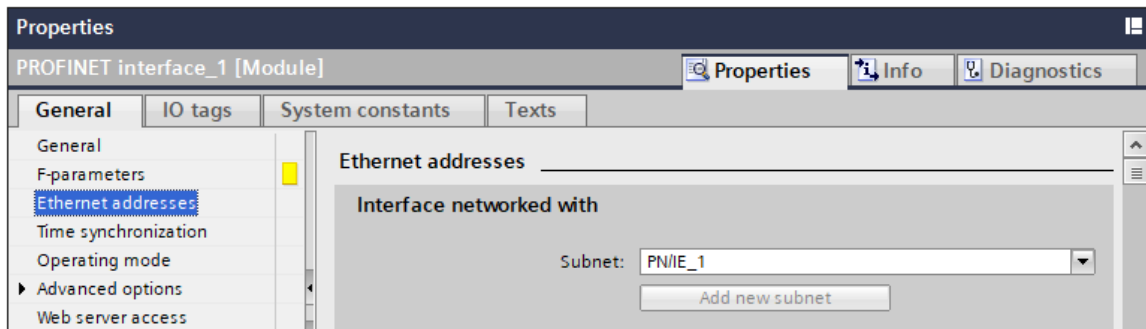 Properties
PROFINET interface_1 [Module]
Properties
Info
Diagnostics
General
IO tags
System constants
Texts
General
F-parameters
Ethernet addresses
Time synchronization
Operating mode
Advanced options
Web server access
Ethernet addresses
Interface networked with
Subnet: PN/IE_1
Add new subnet